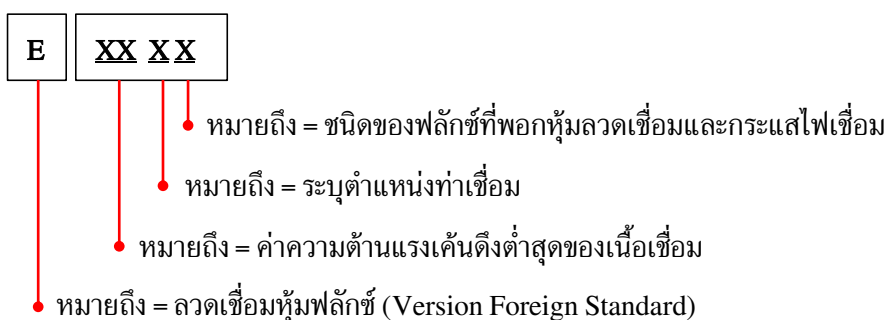 E XX X X
หมายถึง = ชนิดของฟลักซ์ที่พอกหุ้มลวดเชื่อมและกระแสไฟเชื่อม
หมายถึง = ระบุตำแหน่งท่าเชื่อม
หมายถึง = ค่าความต้านแรงเค้นดึงต่ำสุดของเนื้อเชื่อม
หมายถึง = ลวดเชื่อมหุ้มฟลักซ์ (Version Foreign Standard)